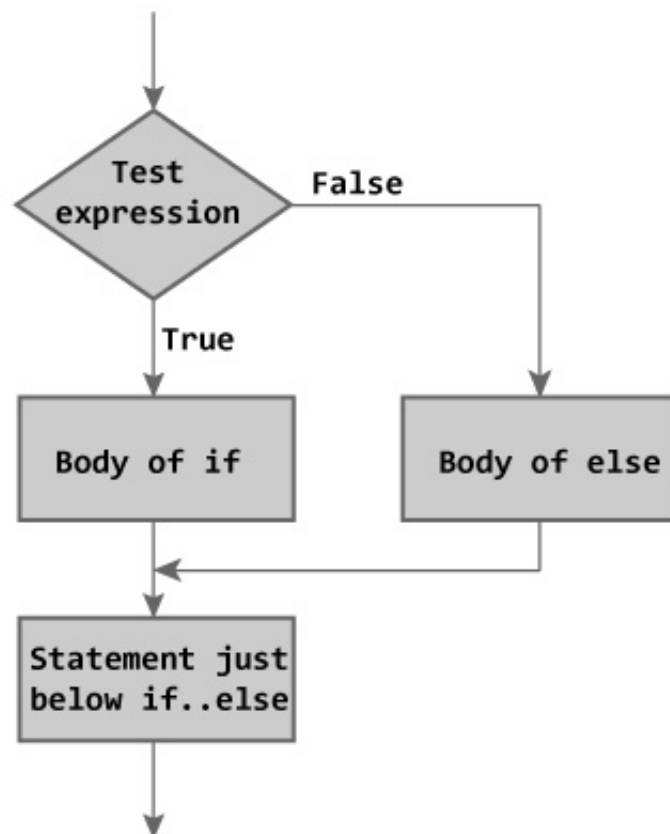 Test
expression
False
True
Body of if
Body of else
Statement just
below if..else